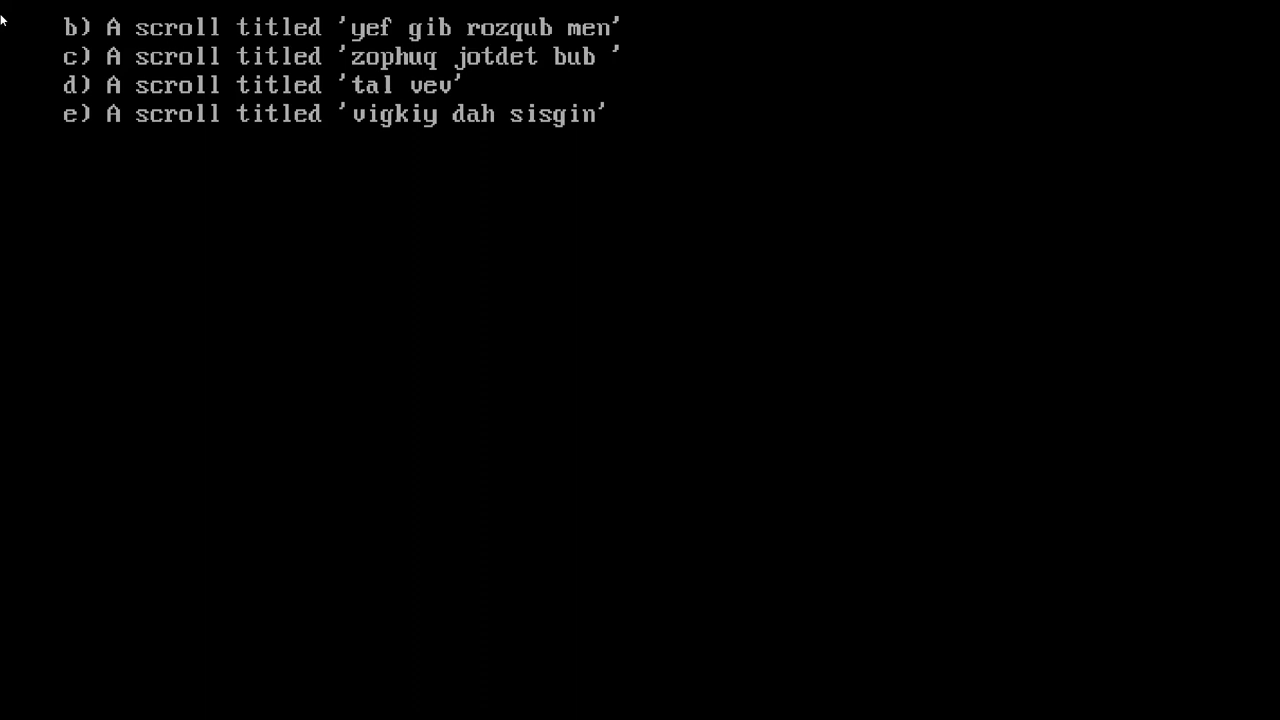 b) A scroll titled 'yef gib rozqub men'
c) A scroll titled 'zophuq jotdet bub '
d) A scroll titled 'tal vev'
e) A scroll titled 'vigkiy dah sisgin'